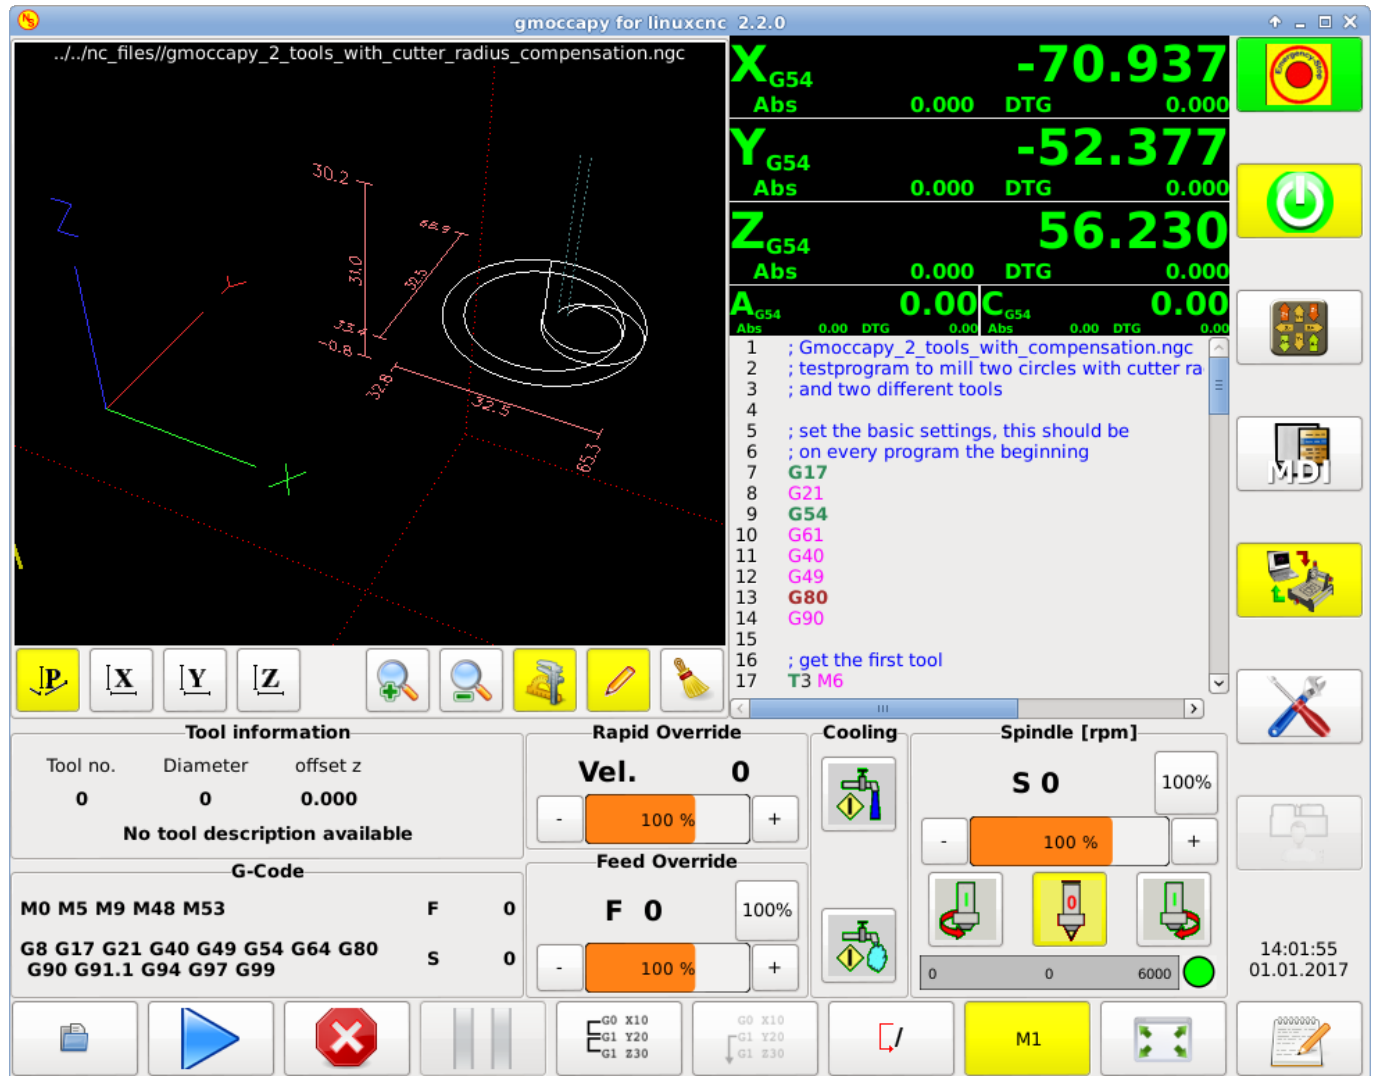 gmoccapy for linuxcnc 2.2.0
../../nc_files//gmoccapy_2_tools_with_cutter_radius_compensation.ngc
30.2
31.0
33.4
-0.8
32.5
32.8
32.5
65.3
Z
Y
X
X G54 -70.937
Abs 0.000 DTG 0.000
Y G54 -52.377
Abs 0.000 DTG 0.000
Z G54 56.230
Abs 0.000 DTG 0.000
A G54 0.00 C G54 0.00
Abs 0.00 DTG 0.00 Abs 0.00 DTG 0.00
1 ; Gmoccapy_2_tools_with_compensation.ngc
2 ; testprogram to mill two circles with cutter ra
3 ; and two different tools
4
5 ; set the basic settings, this should be
6 ; on every program the beginning
7 G17
8 G21
9 G54
10 G61
11 G40
12 G49
13 G80
14 G90
15
16 ; get the first tool
17 T3 M6
Emergency-Stop
MDI
P X Y Z
Tool information
Tool no. Diameter offset z
0 0 0.000
No tool description available
G-Code
M0 M5 M9 M48 M53 F 0
G8 G17 G21 G40 G49 G54 G64 G80
G90 G91.1 G94 G97 G99
S 0
Rapid Override
Vel. 0
- 100 % +
Feed Override
F 0 100%
- 100 % +
Cooling
Spindle [rpm]
S 0 100%
- 100 % +
I 0 I
0 0 6000
14:01:55
01.01.2017
G0 X10
G1 Y20
G1 Z30
G0 X10
G1 Y20
G1 Z30
/
M1